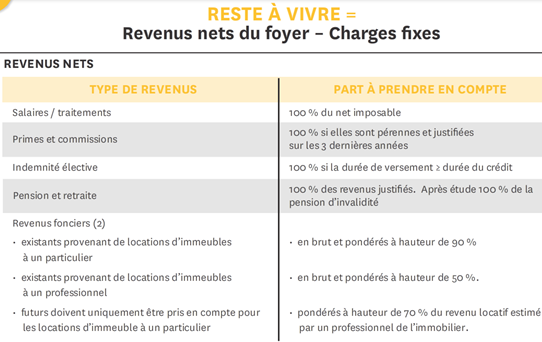 RESTE À VIVRE =
Revenus nets du foyer – Charges fixes
REVENUS NETS
TYPE DE REVENUS
PART À PRENDRE EN COMPTE
Salaires / traitements
100 % du net imposable
Primes et commissions
100 % si elles sont pérennes et justifiées
sur les 3 dernières années
Indemnité élective
100 % si la durée de versement ≥ durée du crédit
Pension et retraite
100 % des revenus justifiés. Après étude 100 % de la
pension d'invalidité
Revenus fonciers (2)
· existants provenant de locations d'immeubles
à un particulier
· en brut et pondérés à hauteur de 90 %
· existants provenant de locations d'immeubles
à un professionnel
· en brut et pondérés à hauteur de 50 %.
· futurs doivent uniquement être pris en compte pour
les locations d'immeuble à un particulier
· pondérés à hauteur de 70 % du revenu locatif estimé
par un professionnel de l'immobilier.